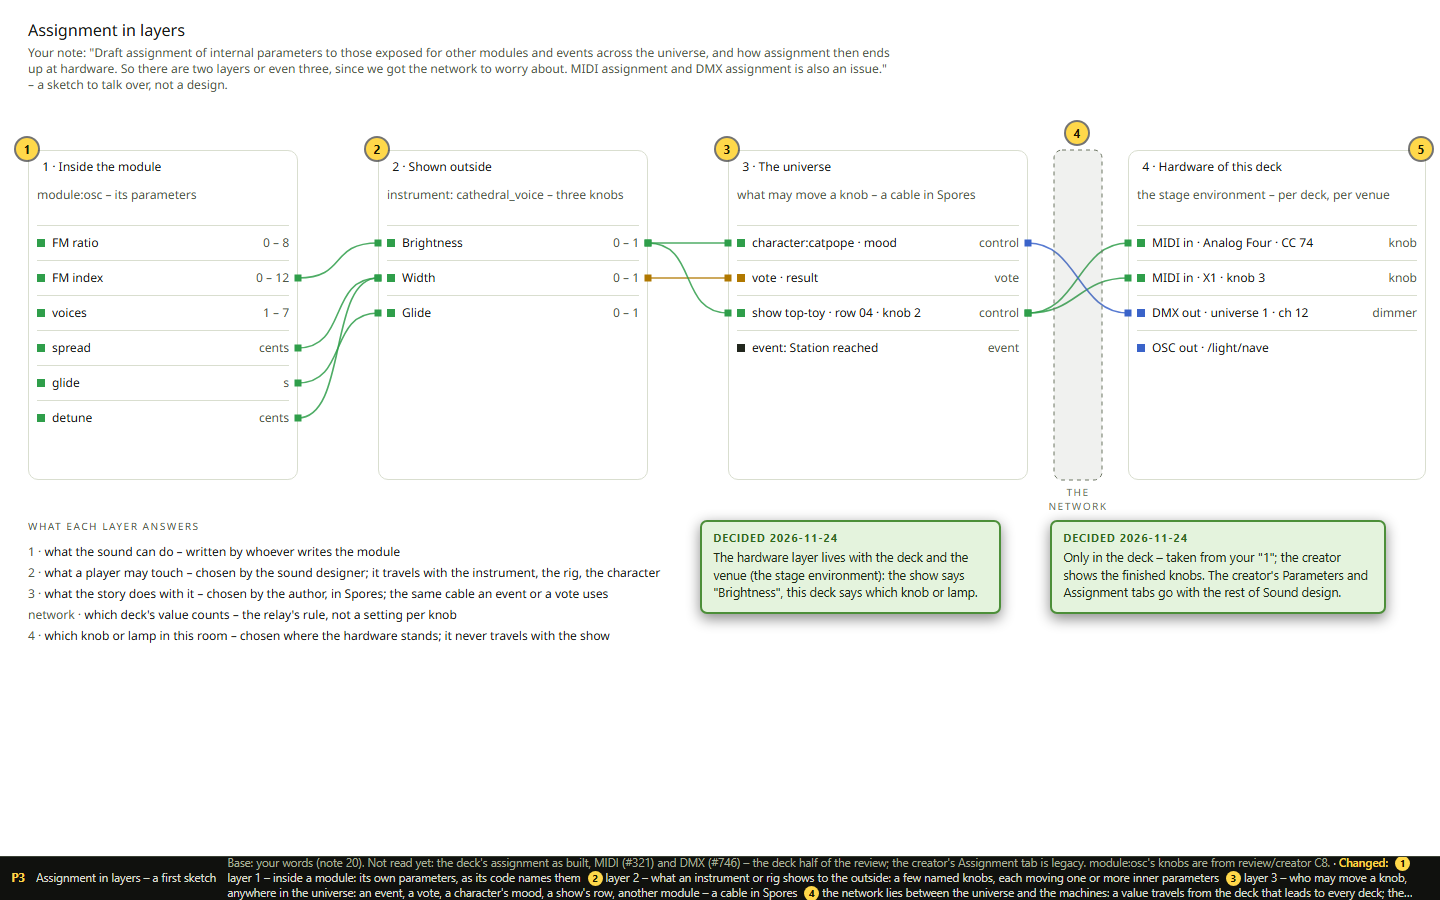 Assignment in layers
Your note: "Draft assignment of internal parameters to those exposed for other modules and events across the universe, and how assignment then ends
up at hardware. So there are two layers or even three, since we got the network to worry about. MIDI assignment and DMX assignment is also an issue."
– a sketch to talk over, not a design.
1
1 · Inside the module
module:osc – its parameters
FM ratio 0 – 8
FM index 0 – 12
voices 1 – 7
spread cents
glide s
detune cents
2
2 · Shown outside
instrument: cathedral_voice – three knobs
Brightness 0 – 1
Width 0 – 1
Glide 0 – 1
3
3 · The universe
what may move a knob – a cable in Spores
character:catpope · mood control
vote · result vote
show top-toy · row 04 · knob 2 control
event: Station reached event
4
THE
NETWORK
5
4 · Hardware of this deck
the stage environment – per deck, per venue
MIDI in · Analog Four · CC 74 knob
MIDI in · X1 · knob 3 knob
DMX out · universe 1 · ch 12 dimmer
OSC out · /light/nave
WHAT EACH LAYER ANSWERS
1 · what the sound can do – written by whoever writes the module
2 · what a player may touch – chosen by the sound designer; it travels with the instrument, the rig, the character
3 · what the story does with it – chosen by the author, in Spores; the same cable an event or a vote uses
network · which deck's value counts – the relay's rule, not a setting per knob
4 · which knob or lamp in this room – chosen where the hardware stands; it never travels with the show
DECIDED 2026-11-24
The hardware layer lives with the deck and the
venue (the stage environment): the show says
"Brightness", this deck says which knob or lamp.
DECIDED 2026-11-24
Only in the deck – taken from your "1"; the creator
shows the finished knobs. The creator's Parameters and
Assignment tabs go with the rest of Sound design.
P3 Assignment in layers – a first sketch
Base: your words (note 20). Not read yet: the deck's assignment as built, MIDI (#321) and DMX (#746) – the deck half of the review; the creator's Assignment tab is legacy. module:osc's knobs are from review/creator C8. · Changed: 1
layer 1 – inside a module: its own parameters, as its code names them 2 layer 2 – what an instrument or rig shows to the outside: a few named knobs, each moving one or more inner parameters 3 layer 3 – who may move a knob,
anywhere in the universe: an event, a vote, a character's mood, a show's row, another module – a cable in Spores 4 the network lies between the universe and the machines: a value travels from the deck that leads to every deck; the...